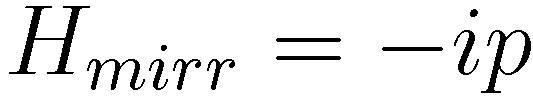 $H_{mirr} = -ip$